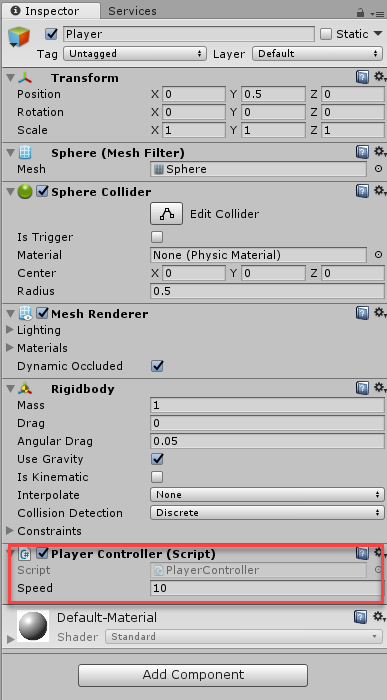 Inspector Services
Player Static
Tag Untagged Layer Default
Transform
Position X 0 Y 0.5 Z 0
Rotation X 0 Y 0 Z 0
Scale X 1 Y 1 Z 1
Sphere (Mesh Filter)
Mesh Sphere
Sphere Collider
Edit Collider
Is Trigger
Material None (Physic Material)
Center X 0 Y 0 Z 0
Radius 0.5
Mesh Renderer
Lighting
Materials
Dynamic Occluded
Rigidbody
Mass 1
Drag 0
Angular Drag 0.05
Use Gravity
Is Kinematic
Interpolate None
Collision Detection Discrete
Constraints
Player Controller (Script)
Script PlayerController
Speed 10
Default-Material
Shader Standard
Add Component